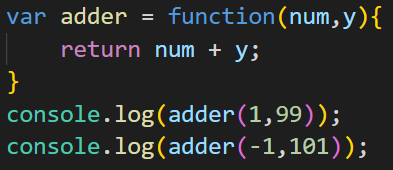 var adder = function(num,y){
    return num + y;
}
console.log(adder(1,99));
console.log(adder(-1,101));